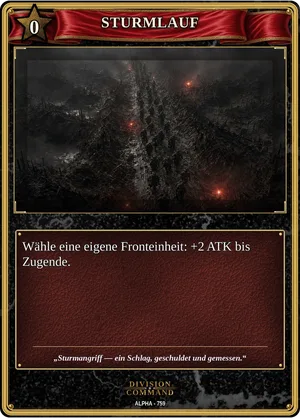 0
STURMLAUF
Wähle eine eigene Fronteinheit: +2 ATK bis
Zugende.
„Sturmangriff — ein Schlag, geschuldet und gemessen.“
DIVISION
COMMAND
ALPHA - 759